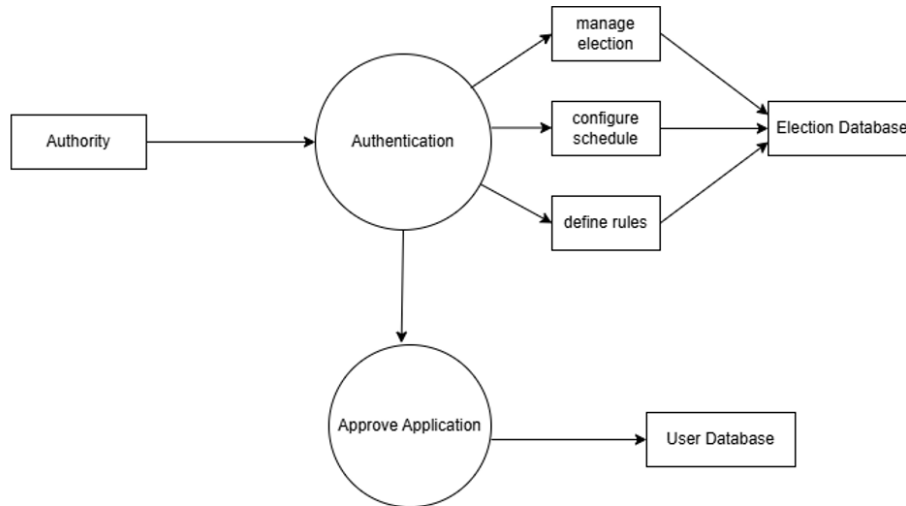 manage
election
Authority
Authentication
configure
schedule
Election Database
define rules
Approve Application
User Database